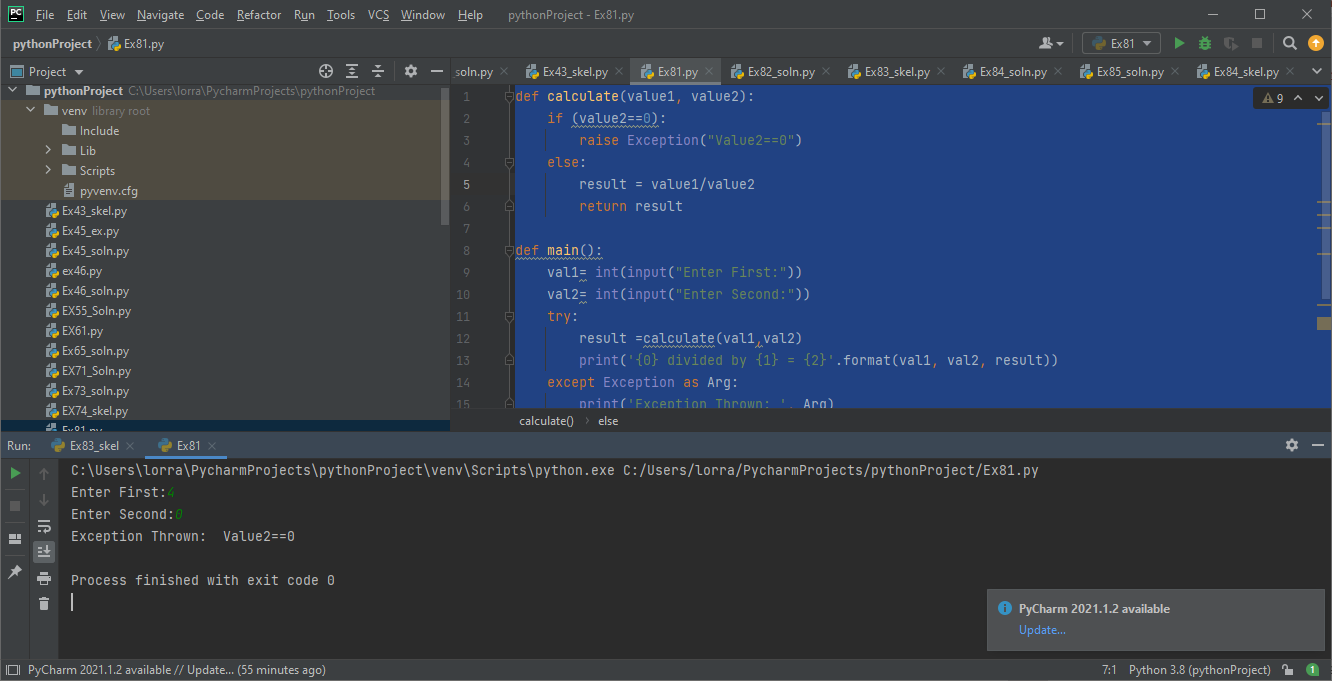 PC File Edit View Navigate Code Refactor Run Tools VCS Window Help pythonProject - Ex81.py
pythonProject Ex81.py Ex81
Project
soln.py Ex43_skel.py Ex81.py Ex82_soln.py Ex83_skel.py Ex84_soln.py Ex85_soln.py Ex84_skel.py
pythonProject C:\Users\lorra\PycharmProjects\pythonProject
venv library root
Include
Lib
Scripts
pyvenv.cfg
Ex43_skel.py
Ex45_ex.py
Ex45_soln.py
ex46.py
Ex46_soln.py
EX55_Soln.py
EX61.py
Ex65_soln.py
EX71_Soln.py
Ex73_soln.py
EX74_skel.py
Ex81.py
9
1 def calculate(value1, value2):
2 if (value2==0):
3 raise Exception("Value2==0")
4 else:
5 result = value1/value2
6 return result
7
8 def main():
9 val1= int(input("Enter First:"))
10 val2= int(input("Enter Second:"))
11 try:
12 result =calculate(val1,val2)
13 print('{0} divided by {1} = {2}'.format(val1, val2, result))
14 except Exception as Arg:
15 print('Exception Thrown: ', Arg)
calculate() else
Run: Ex83_skel Ex81
C:\Users\lorra\PycharmProjects\pythonProject\venv\Scripts\python.exe C:/Users/lorra/PycharmProjects/pythonProject/Ex81.py
Enter First:4
Enter Second:0
Exception Thrown:  Value2==0
Process finished with exit code 0
PyCharm 2021.1.2 available
Update...
PyCharm 2021.1.2 available // Update... (55 minutes ago) 7:1 Python 3.8 (pythonProject) 1